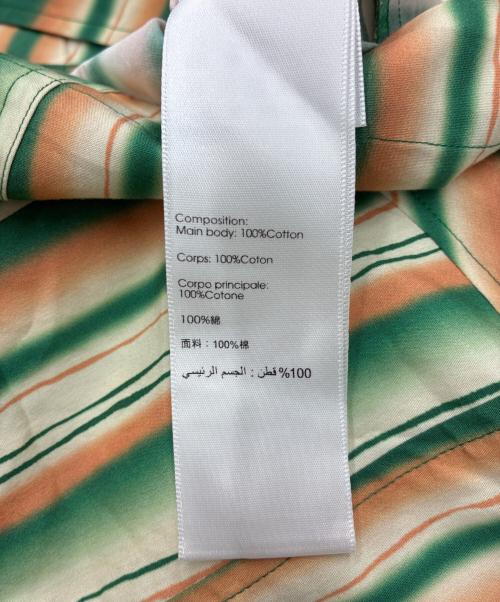 Composition:
Main body: 100%Cotton
Corps: 100%Coton
Corpo principale:
100%Cotone
100%綿
面料：100%棉
%100 قطن : الجسم الرئيسي